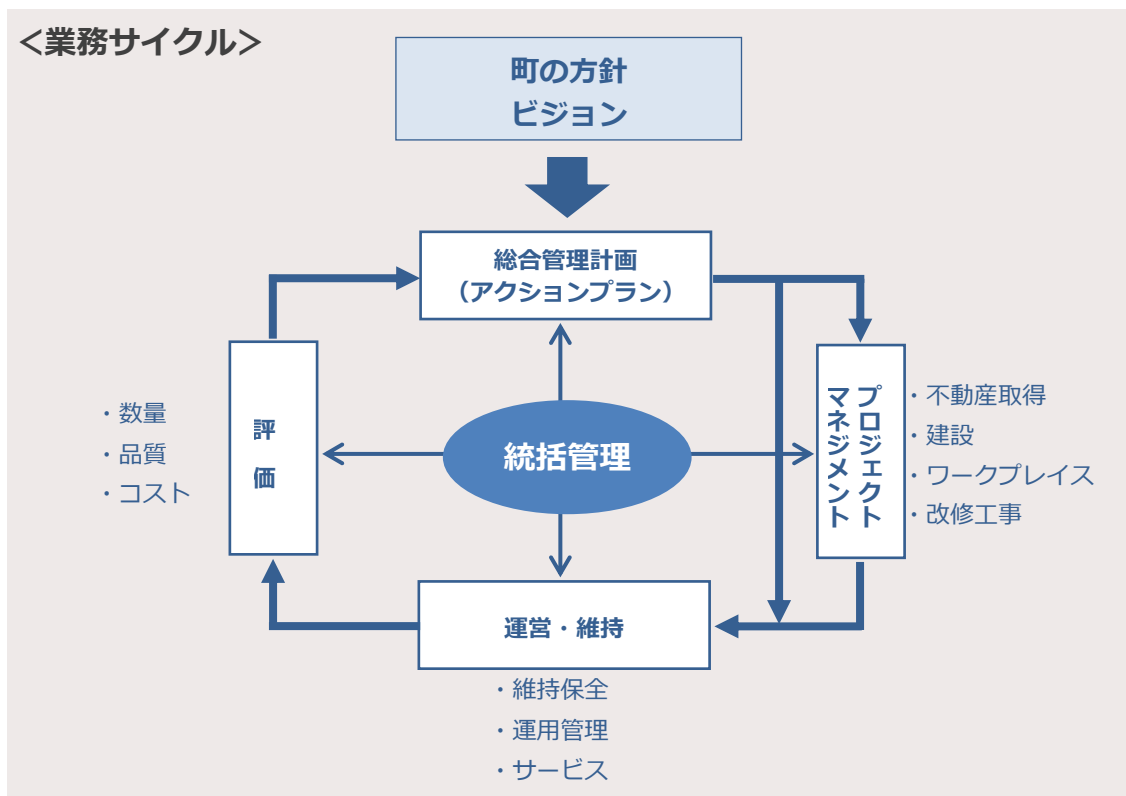 ＜業務サイクル＞
町の方針
ビジョン
総合管理計画
（アクションプラン）
評価
・数量
・品質
・コスト
統括管理
プロジェクト
マネジメント
・不動産取得
・建設
・ワークプレイス
・改修工事
運営・維持
・維持保全
・運用管理
・サービス